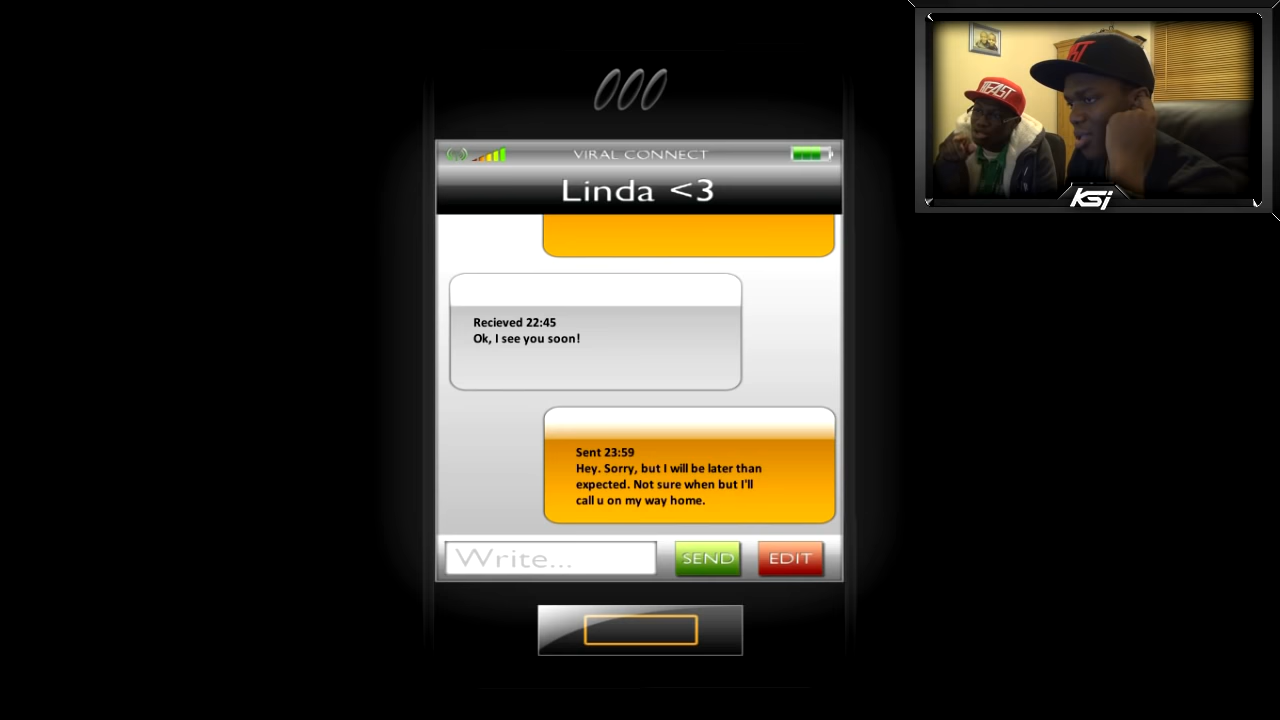 VIRAL CONNECT
Linda <3
Recieved 22:45
Ok, I see you soon!
Sent 23:59
Hey. Sorry, but I will be later than
expected. Not sure when but I'll
call u on my way home.
Write...
SEND
EDIT
KSI